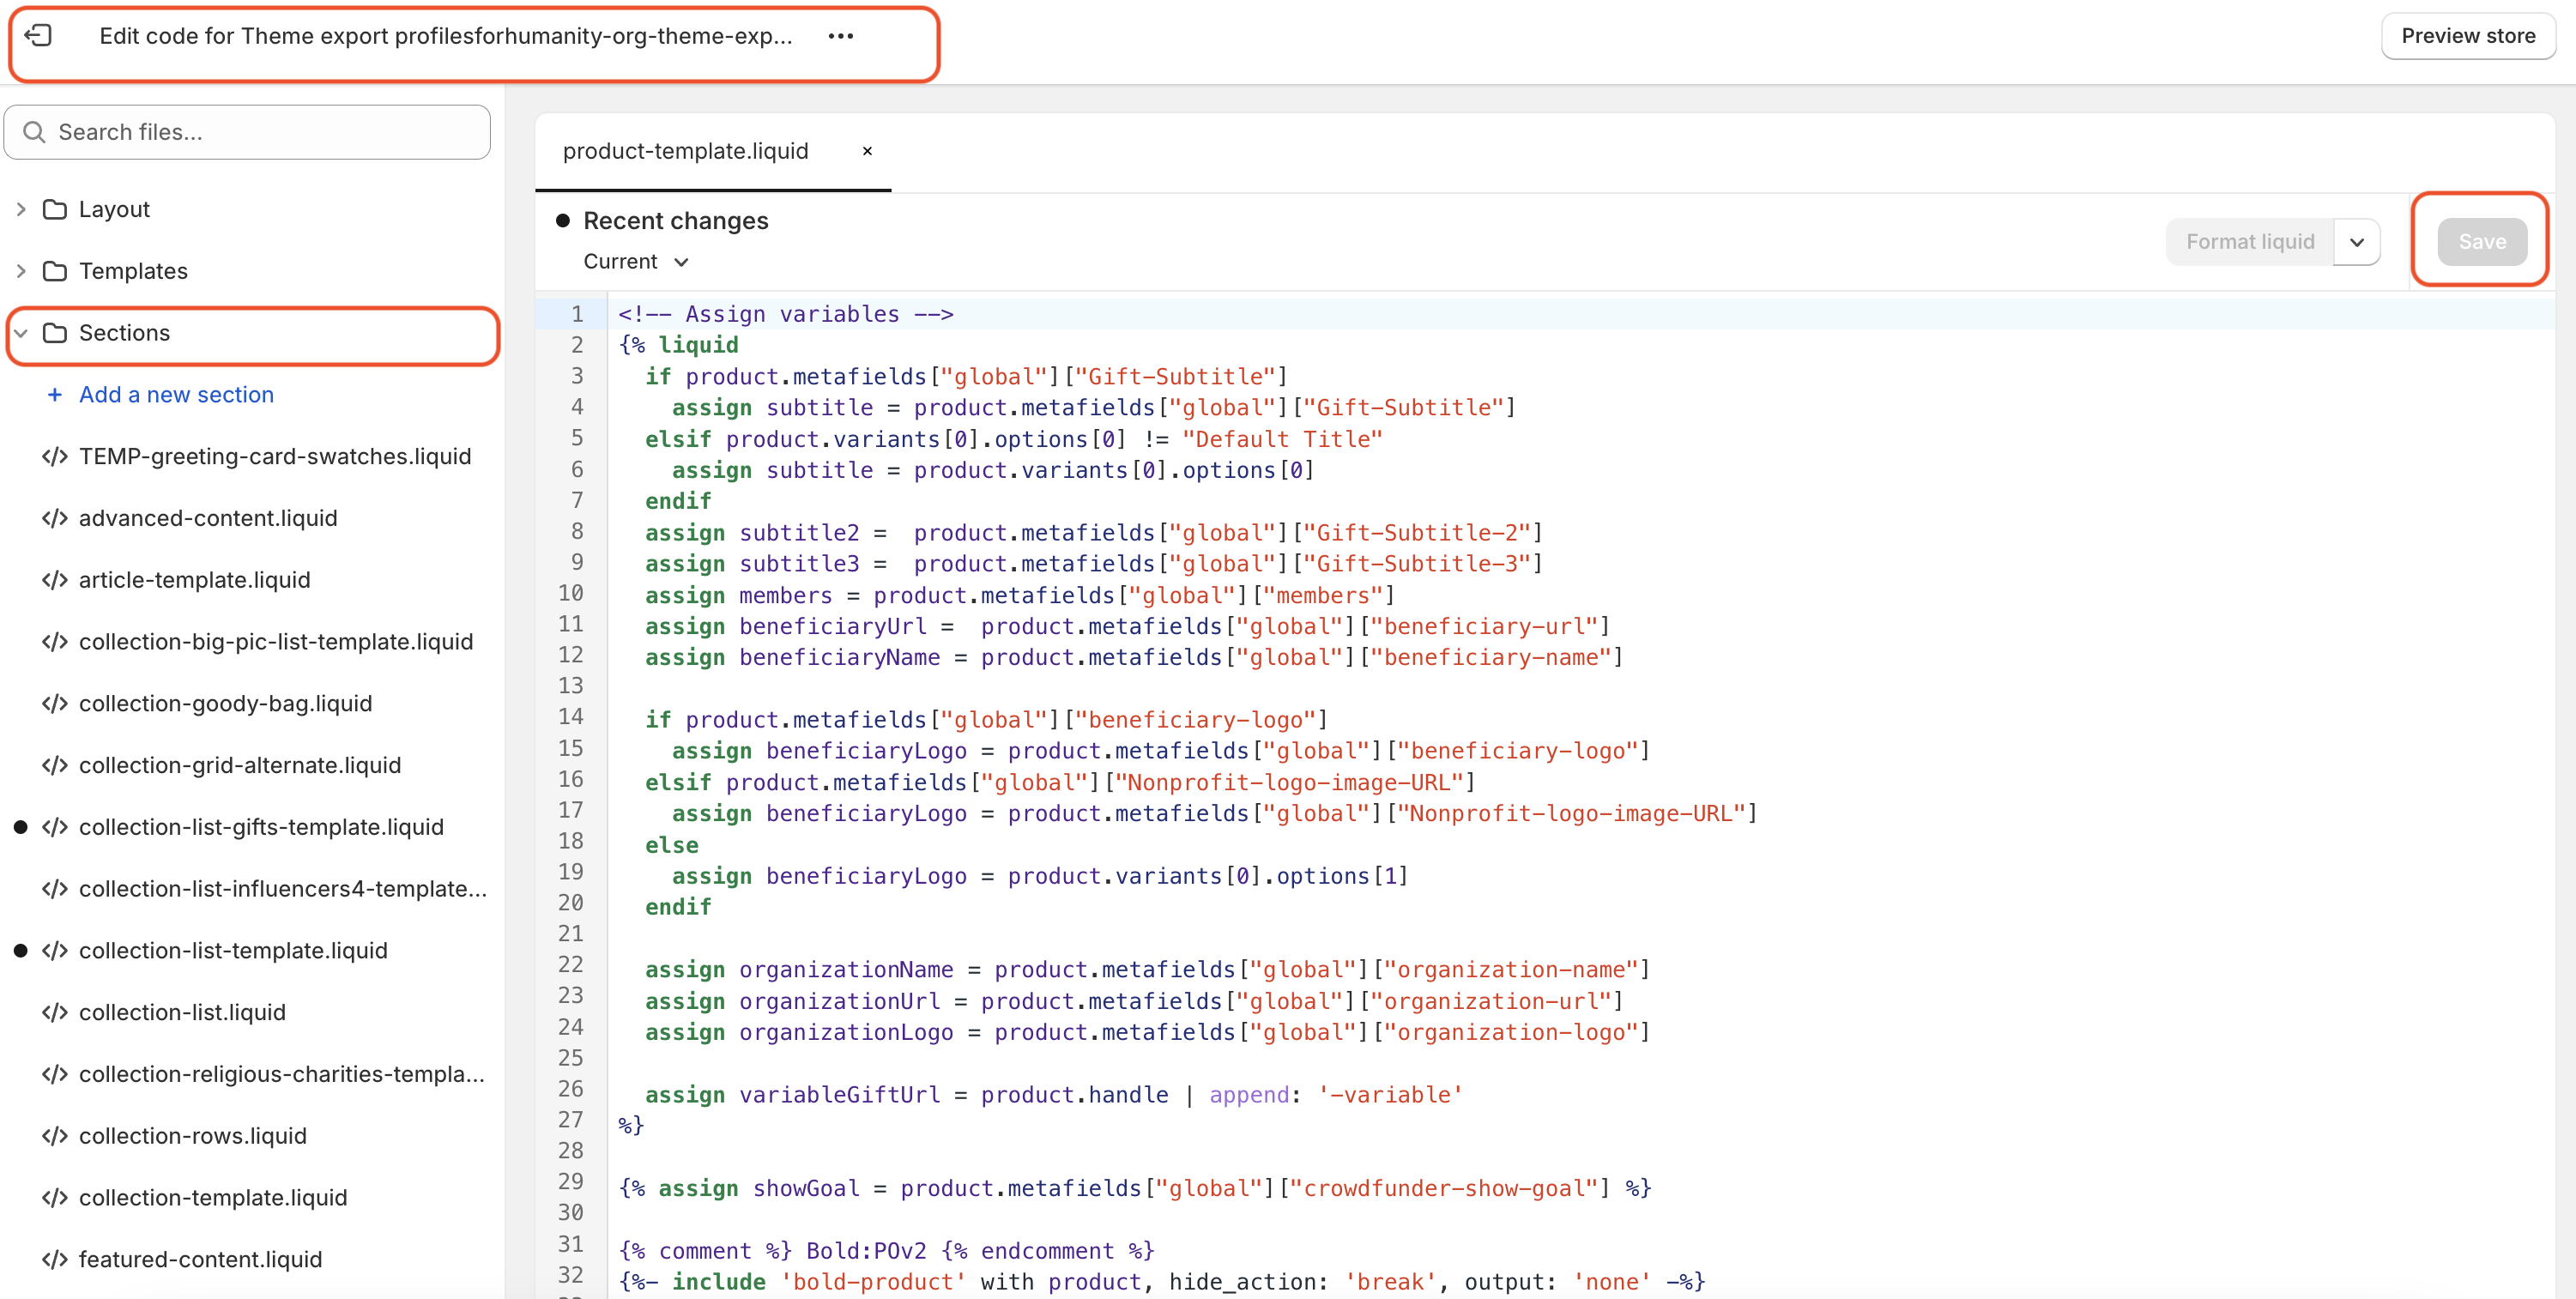 Edit code for Theme export profilesforhumanity-org-theme-exp... •••
Preview store
Search files...
Layout
Templates
Sections
+ Add a new section
</> TEMP-greeting-card-swatches.liquid
</> advanced-content.liquid
</> article-template.liquid
</> collection-big-pic-list-template.liquid
</> collection-goody-bag.liquid
</> collection-grid-alternate.liquid
</> collection-list-gifts-template.liquid
</> collection-list-influencers4-template...
</> collection-list-template.liquid
</> collection-list.liquid
</> collection-religious-charities-templa...
</> collection-rows.liquid
</> collection-template.liquid
</> featured-content.liquid
product-template.liquid ×
Recent changes
Current
Format liquid
Save
1 <!-- Assign variables -->
2 {% liquid
3 if product.metafields["global"]["Gift-Subtitle"]
4 assign subtitle = product.metafields["global"]["Gift-Subtitle"]
5 elsif product.variants[0].options[0] != "Default Title"
6 assign subtitle = product.variants[0].options[0]
7 endif
8 assign subtitle2 =  product.metafields["global"]["Gift-Subtitle-2"]
9 assign subtitle3 =  product.metafields["global"]["Gift-Subtitle-3"]
10 assign members = product.metafields["global"]["members"]
11 assign beneficiaryUrl =  product.metafields["global"]["beneficiary-url"]
12 assign beneficiaryName = product.metafields["global"]["beneficiary-name"]
13
14 if product.metafields["global"]["beneficiary-logo"]
15 assign beneficiaryLogo = product.metafields["global"]["beneficiary-logo"]
16 elsif product.metafields["global"]["Nonprofit-logo-image-URL"]
17 assign beneficiaryLogo = product.metafields["global"]["Nonprofit-logo-image-URL"]
18 else
19 assign beneficiaryLogo = product.variants[0].options[1]
20 endif
21
22 assign organizationName = product.metafields["global"]["organization-name"]
23 assign organizationUrl = product.metafields["global"]["organization-url"]
24 assign organizationLogo = product.metafields["global"]["organization-logo"]
25
26 assign variableGiftUrl = product.handle | append: '-variable'
27 %}
28
29 {% assign showGoal = product.metafields["global"]["crowdfunder-show-goal"] %}
30
31 {% comment %} Bold:POv2 {% endcomment %}
32 {%- include 'bold-product' with product, hide_action: 'break', output: 'none' -%}